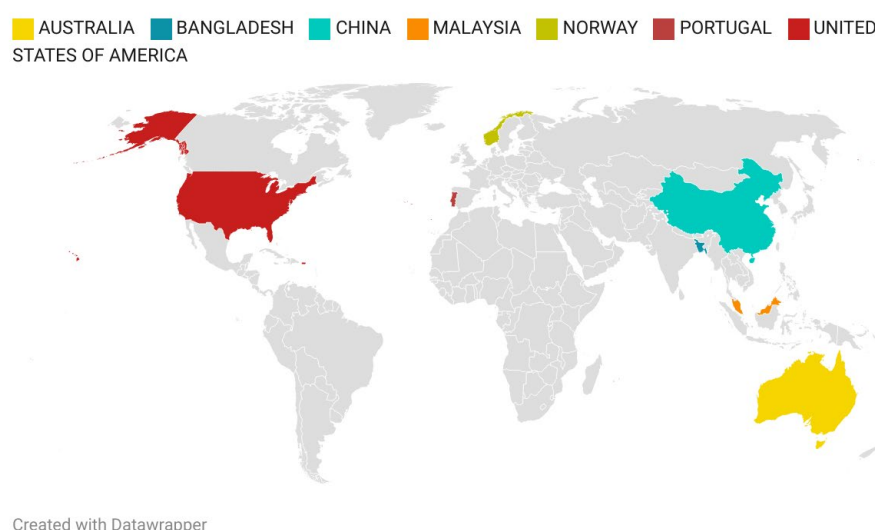 AUSTRALIA BANGLADESH CHINA MALAYSIA NORWAY PORTUGAL UNITED
STATES OF AMERICA
Created with Datawrapper